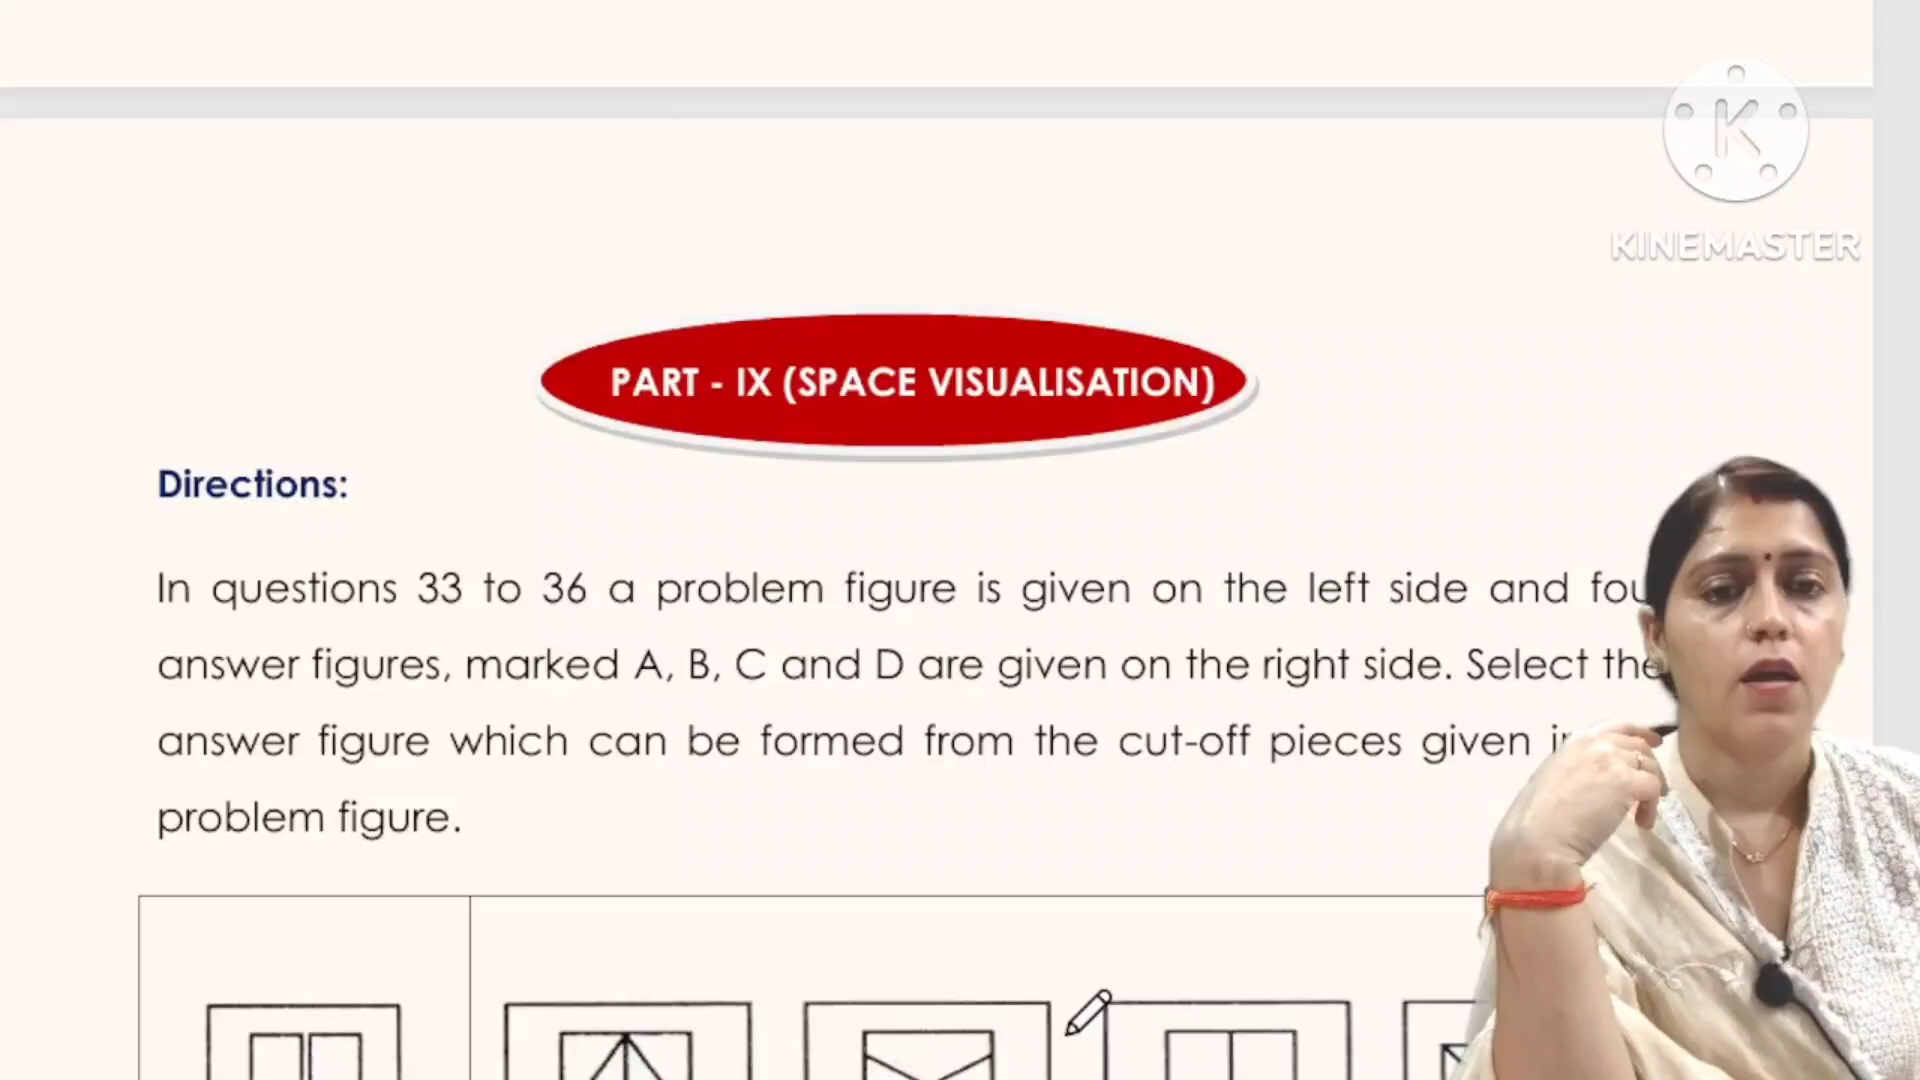 K
KINEMASTER
PART - IX (SPACE VISUALISATION)
Directions:
In questions 33 to 36 a problem figure is given on the left side and
answer figures, marked A, B, C and D are given on the right side. Select the
answer figure which can be formed from the cut-off pieces given
problem figure.